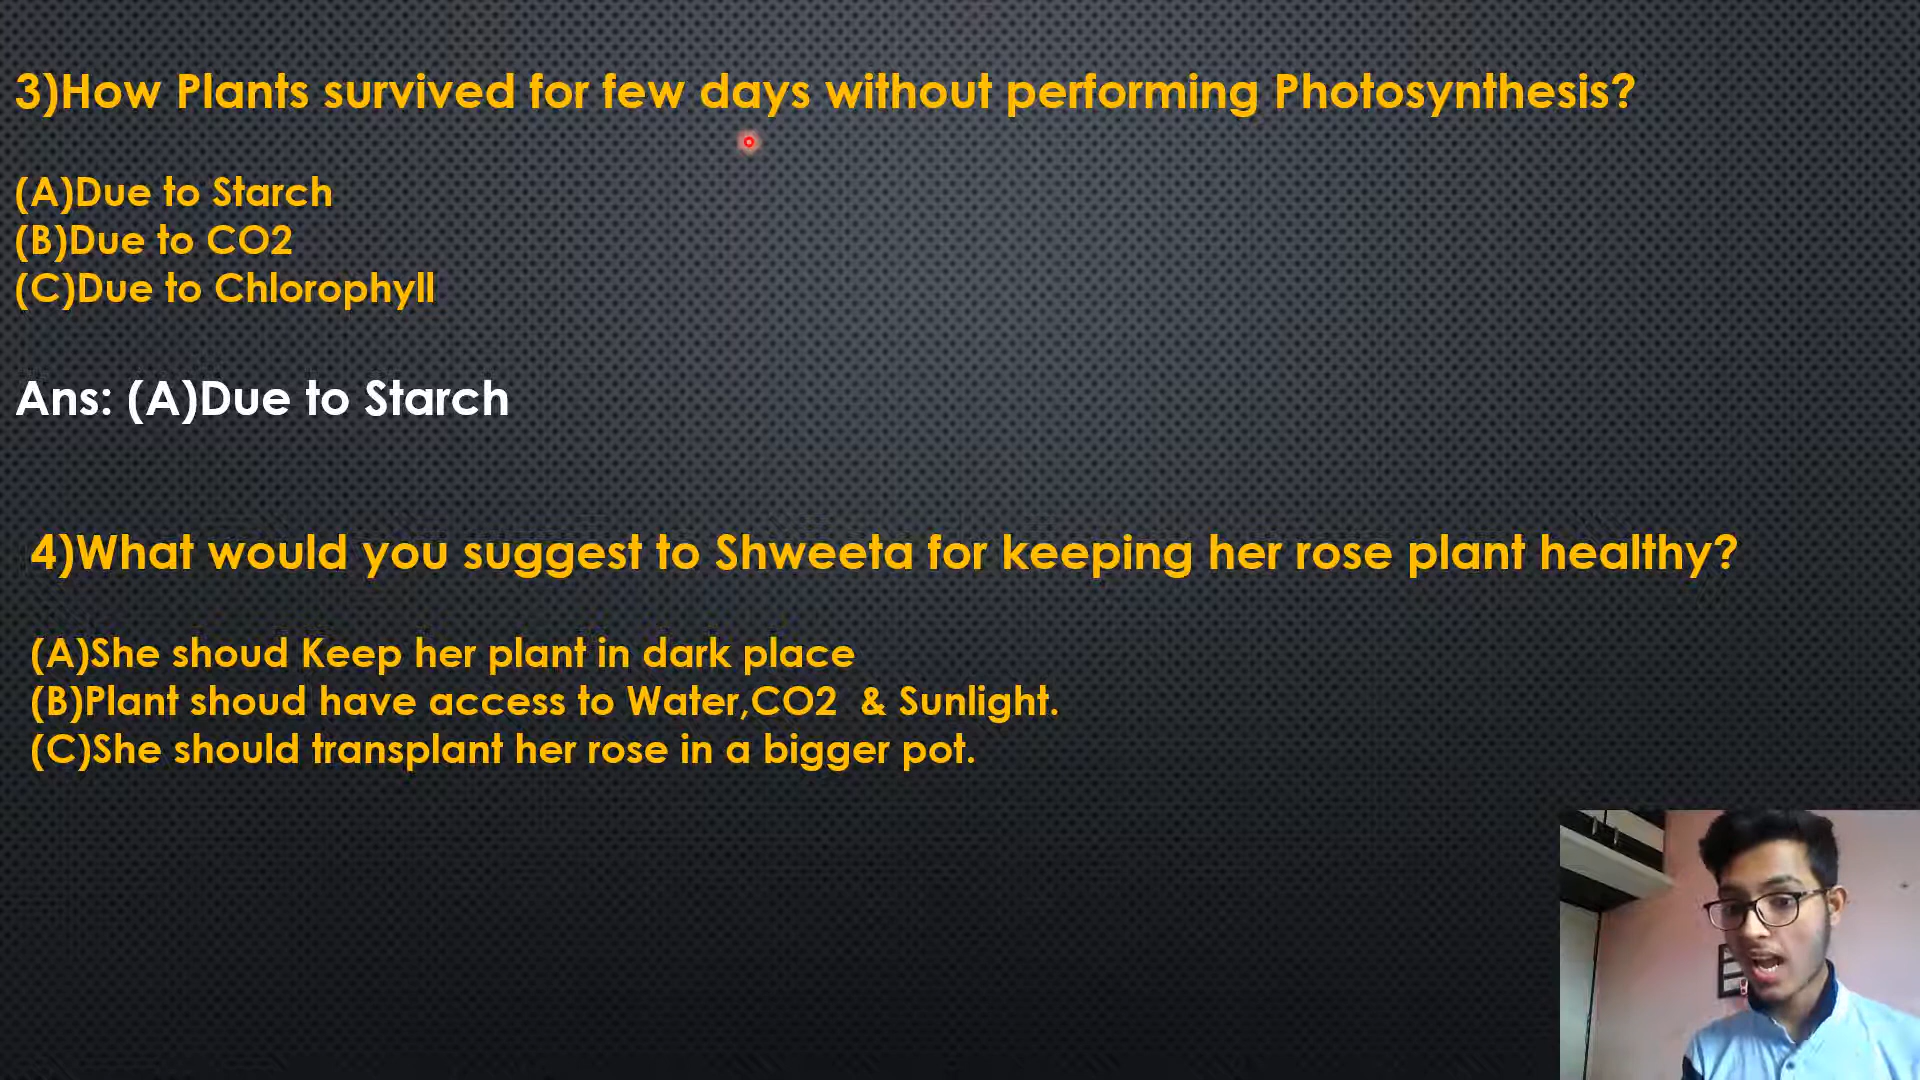 3)How Plants survived for few days without performing Photosynthesis?
(A)Due to Starch
(B)Due to CO2
(C)Due to Chlorophyll
Ans: (A)Due to Starch
4)What would you suggest to Shweeta for keeping her rose plant healthy?
(A)She shoud Keep her plant in dark place
(B)Plant shoud have access to Water,CO2  & Sunlight.
(C)She should transplant her rose in a bigger pot.